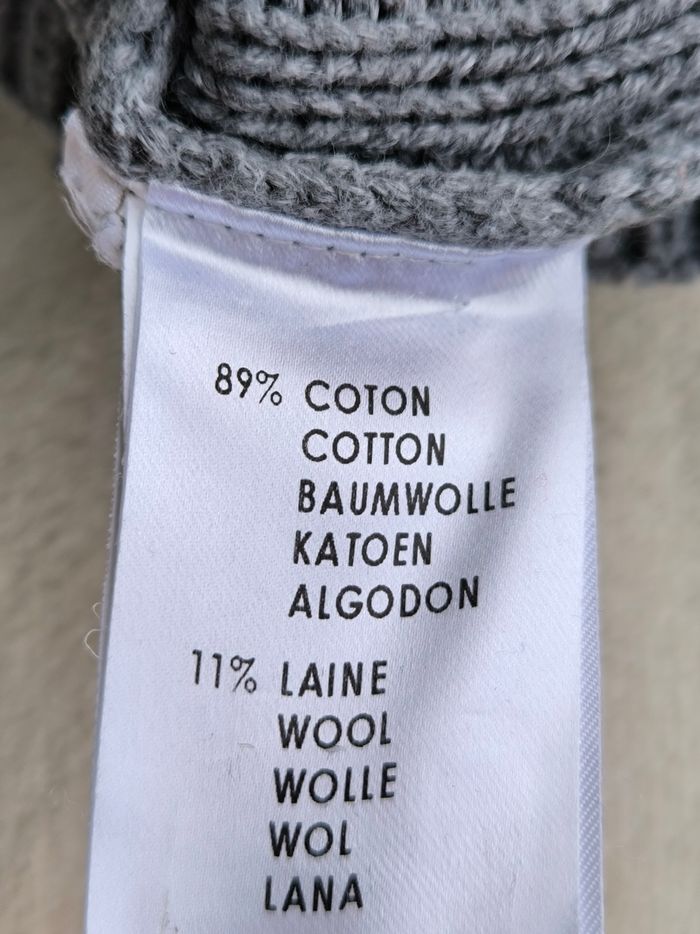 89% COTON
COTTON
BAUMWOLLE
KATOEN
ALGODON
11% LAINE
WOOL
WOLLE
WOL
LANA